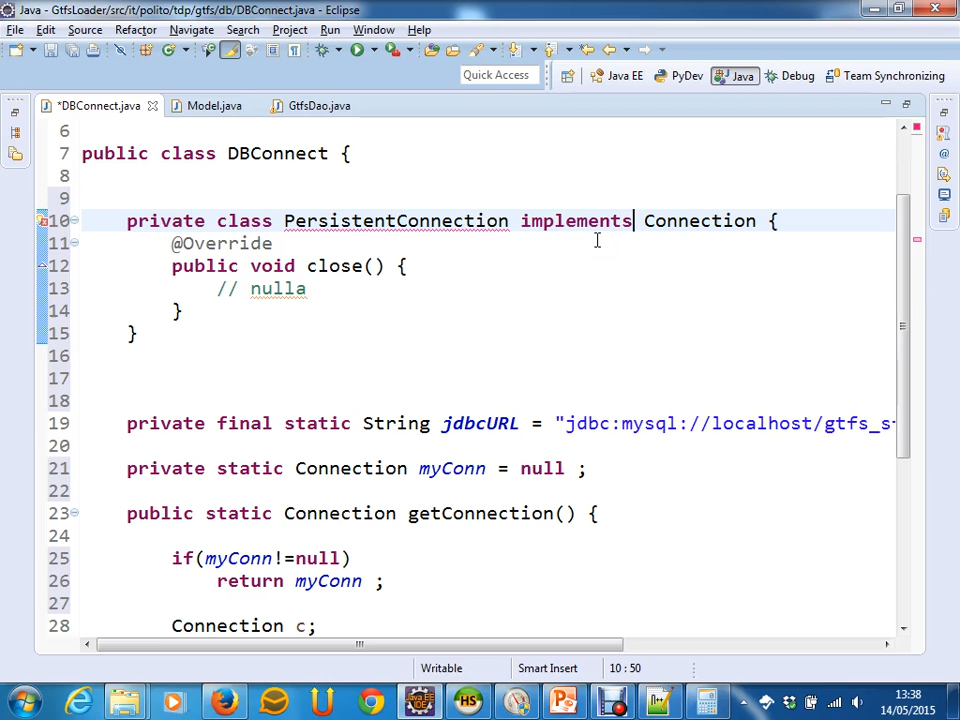 Java - GtfsLoader/src/it/polito/tdp/gtfs/db/DBConnect.java - Eclipse
File Edit Source Refactor Navigate Search Project Run Window Help
Quick Access Java EE PyDev Java Debug Team Synchronizing
*DBConnect.java Model.java GtfsDao.java
6
7 public class DBConnect {
8
9
10 private class PersistentConnection implements Connection {
11 @Override
12 public void close() {
13 // nulla
14 }
15 }
16
17
18
19 private final static String jdbcURL = "jdbc:mysql://localhost/gtfs_s
20
21 private static Connection myConn = null ;
22
23 public static Connection getConnection() {
24
25 if(myConn!=null)
26 return myConn ;
27
28 Connection c;
Writable Smart Insert 10 : 50
13:38
14/05/2015